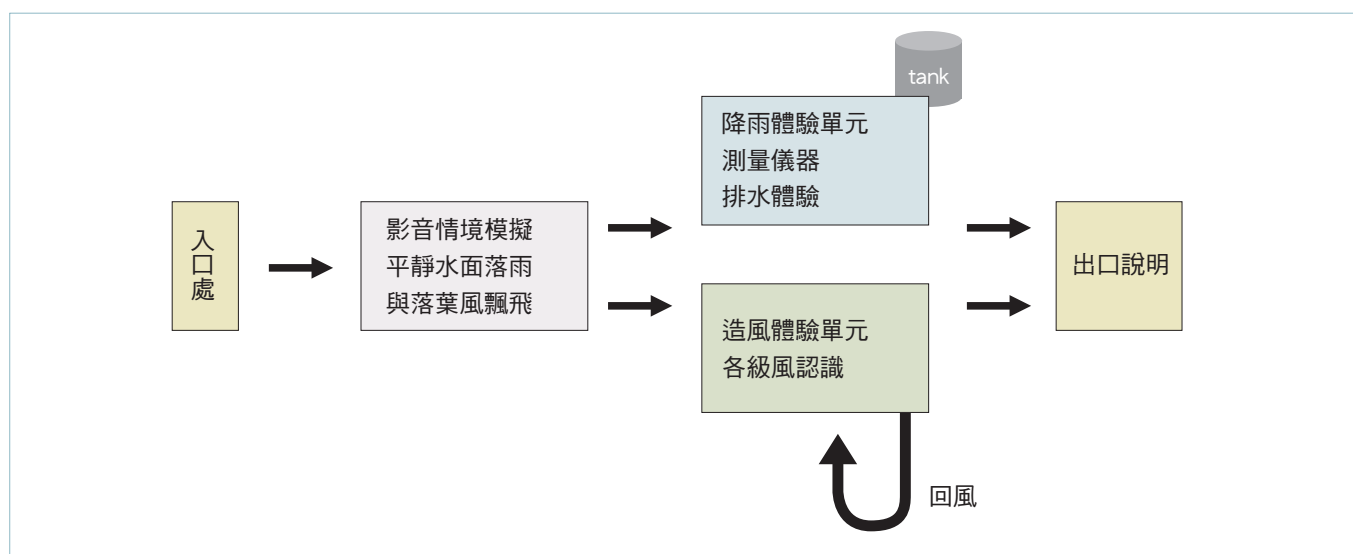 入口處
影音情境模擬
平靜水面落雨
與落葉風飄飛
tank
降雨體驗單元
測量儀器
排水體驗
造風體驗單元
各級風認識
回風
出口說明